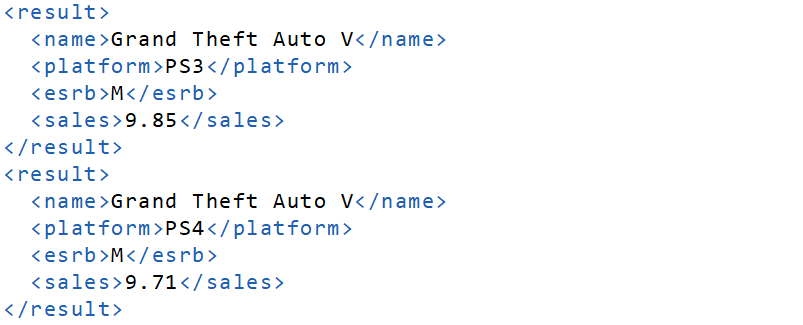 <result>
  <name>Grand Theft Auto V</name>
  <platform>PS3</platform>
  <esrb>M</esrb>
  <sales>9.85</sales>
</result>
<result>
  <name>Grand Theft Auto V</name>
  <platform>PS4</platform>
  <esrb>M</esrb>
  <sales>9.71</sales>
</result>